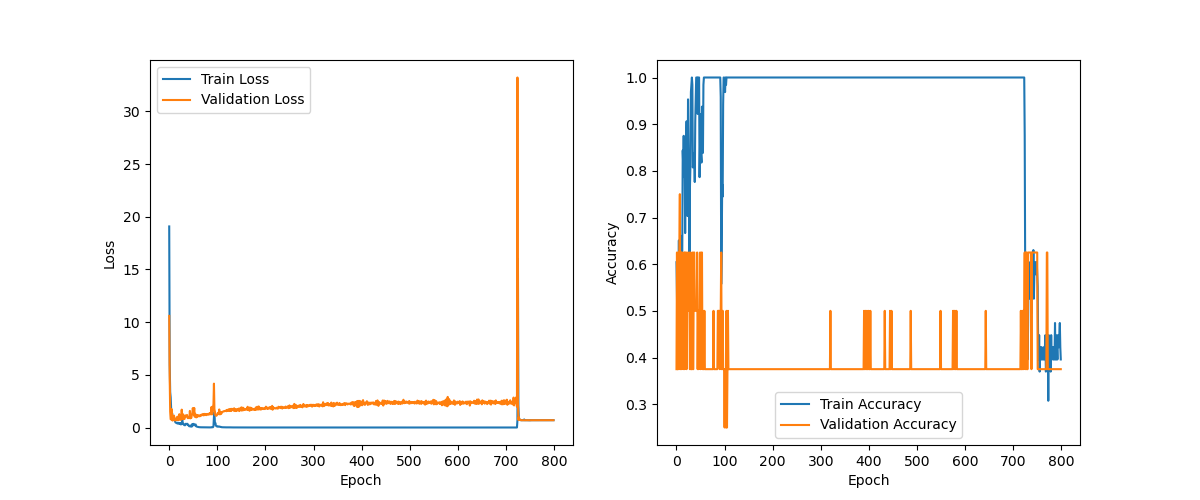 Train Loss
Validation Loss
Loss
30
25
20
15
10
5
0
0 100 200 300 400 500 600 700 800
Epoch
Accuracy
1.0
0.9
0.8
0.7
0.6
0.5
0.4
0.3
Train Accuracy
Validation Accuracy
0 100 200 300 400 500 600 700 800
Epoch